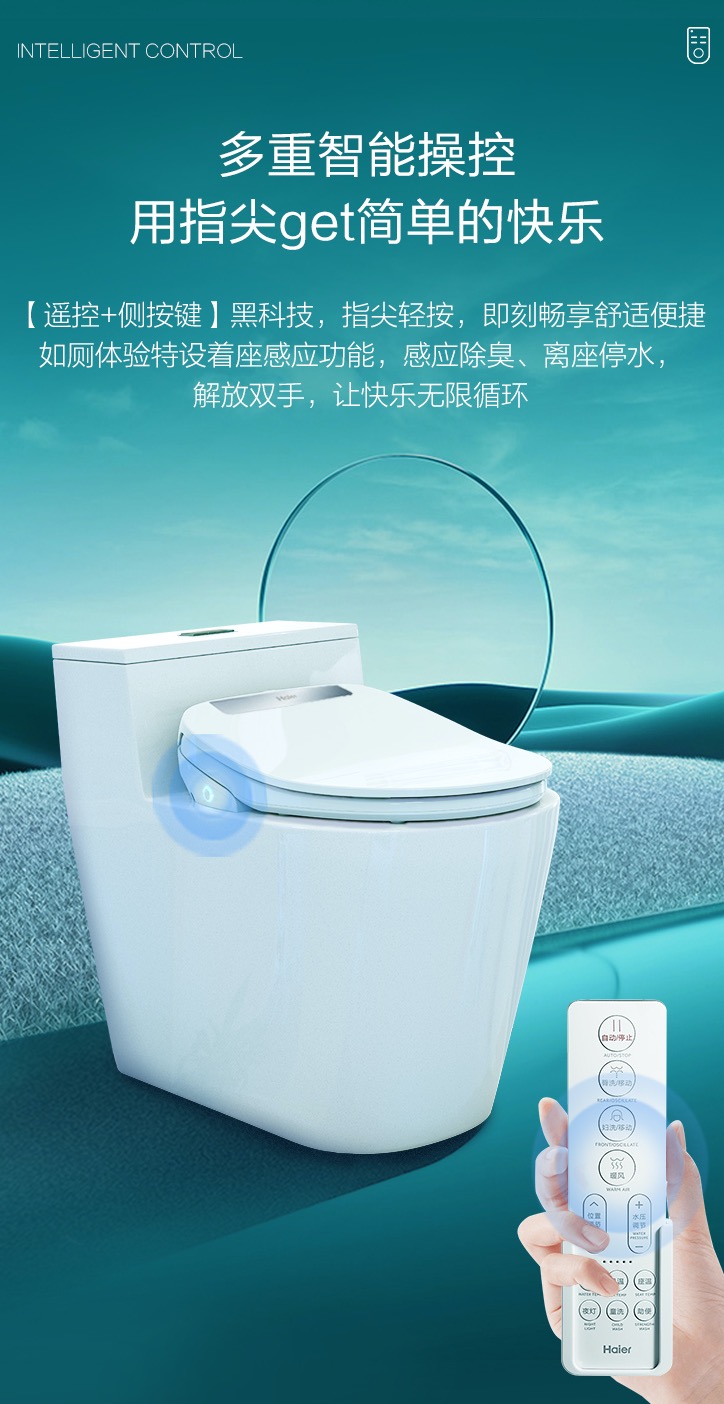 INTELLIGENT CONTROL
多重智能操控
用指尖get简单的快乐
【遥控+侧按键】黑科技，指尖轻按，即刻畅享舒适便捷
如厕体验特设着座感应功能，感应除臭、离座停水，
解放双手，让快乐无限循环
Haier
自动/停止
AUTO/STOP
臀洗/移动
REAR/OSCILLATE
妇洗/移动
FRONT/OSCILLATE
暖风
WARM AIR
位置
水压
调节
WATER
PRESSURE
座温
SEAT TEMP
夜灯
童洗
助便
NIGHT
LIGHT
CHILD
WASH
STRENGTH
WASH
Haier